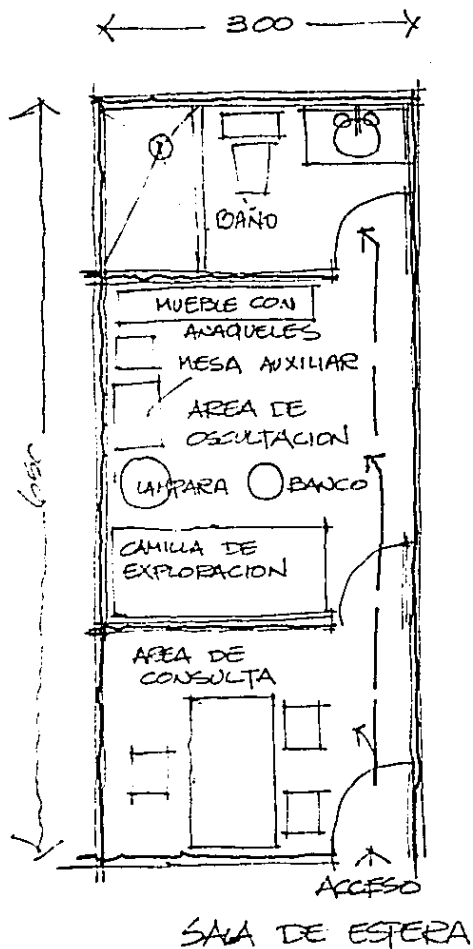 300
BAÑO
MUEBLE CON
ANAQUELES
MESA AUXILIAR
AREA DE
OSCULTACION
LAMPARA
BANCO
CAMILLA DE
EXPLORACION
AREA DE
CONSULTA
ACCESO
SALA DE ESPERA